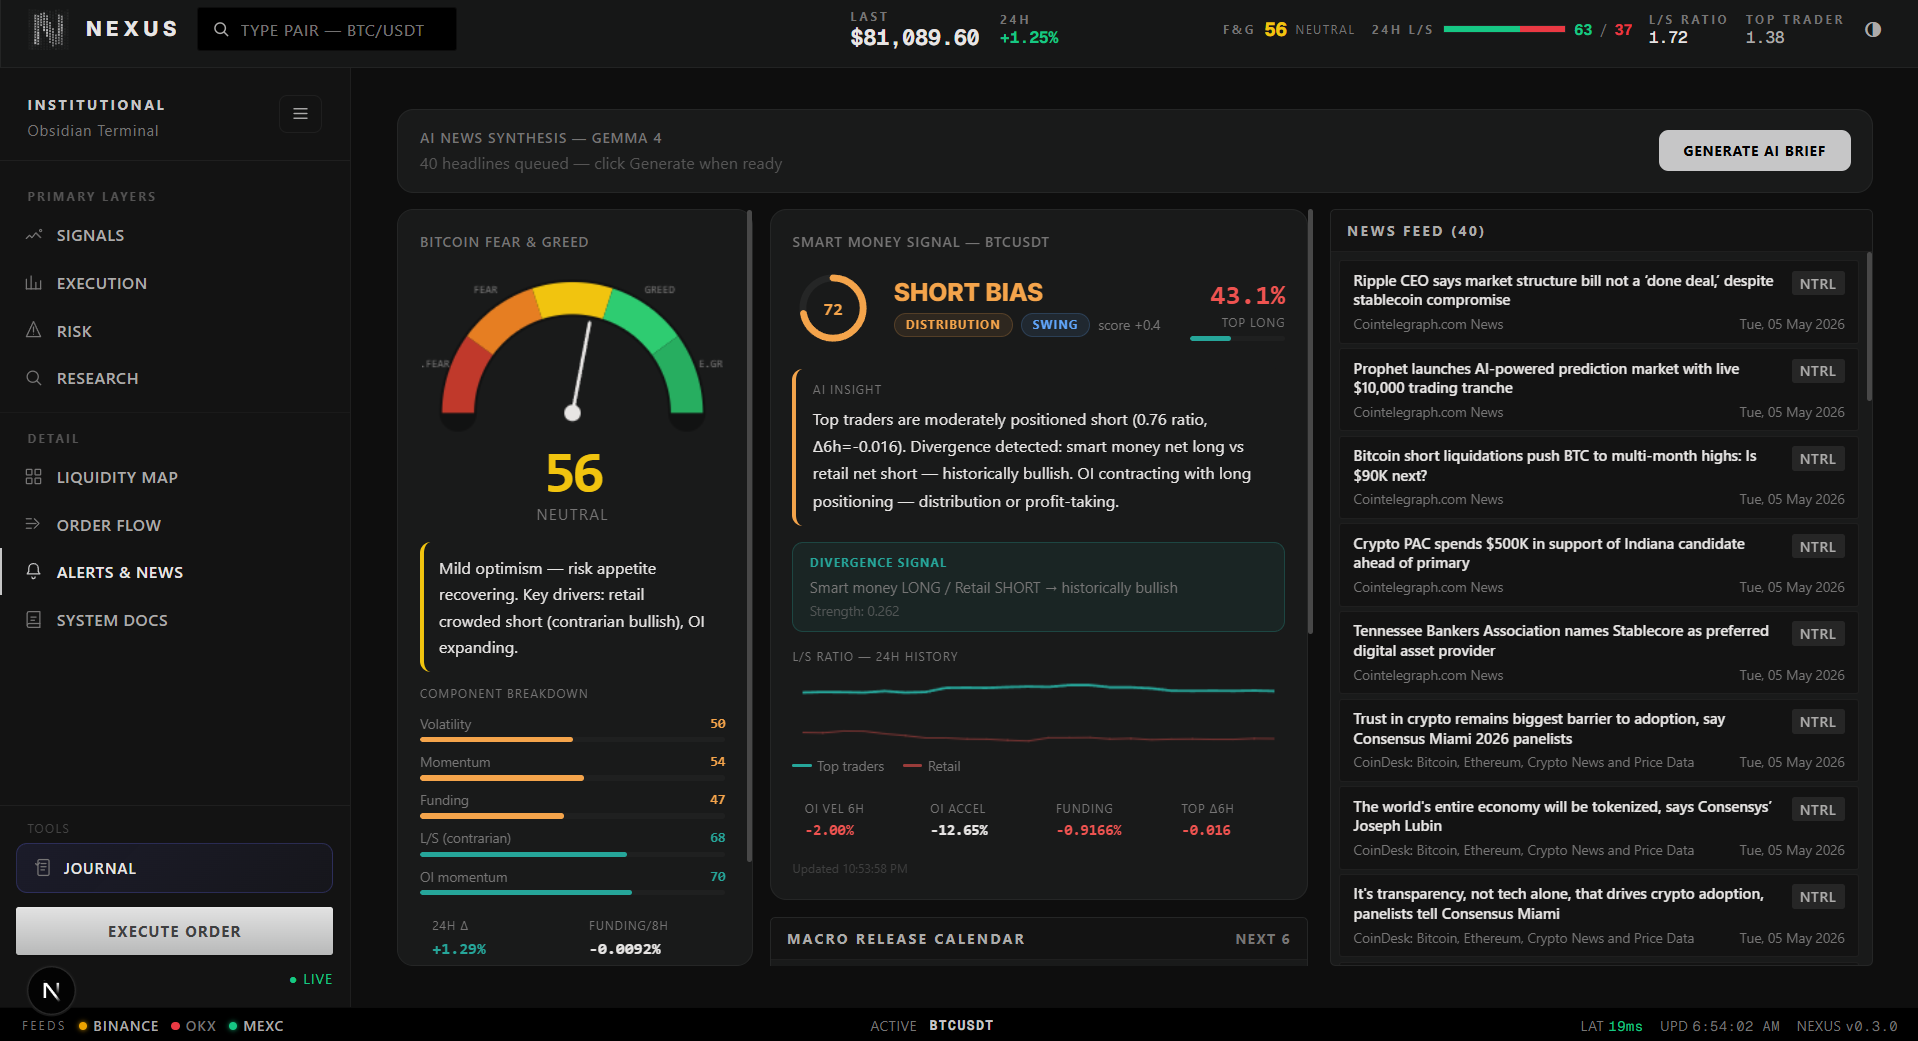 NEXUS
TYPE PAIR — BTC/USDT
LAST
$81,089.60
24H
+1.25%
F&G 56 NEUTRAL
24H L/S 63 / 37
L/S RATIO
1.72
TOP TRADER
1.38
INSTITUTIONAL
Obsidian Terminal
PRIMARY LAYERS
SIGNALS
EXECUTION
RISK
RESEARCH
DETAIL
LIQUIDITY MAP
ORDER FLOW
ALERTS & NEWS
SYSTEM DOCS
TOOLS
JOURNAL
EXECUTE ORDER
LIVE
N
AI NEWS SYNTHESIS — GEMMA 4
40 headlines queued — click Generate when ready
GENERATE AI BRIEF
BITCOIN FEAR & GREED
FEAR
GREED
.FEAR
E.GR
56
NEUTRAL
Mild optimism — risk appetite
recovering. Key drivers: retail
crowded short (contrarian bullish), OI
expanding.
COMPONENT BREAKDOWN
Volatility 50
Momentum 54
Funding 47
L/S (contrarian) 68
OI momentum 70
24H Δ
+1.29%
FUNDING/8H
-0.0092%
SMART MONEY SIGNAL — BTCUSDT
72
SHORT BIAS
DISTRIBUTION SWING score +0.4
43.1%
TOP LONG
AI INSIGHT
Top traders are moderately positioned short (0.76 ratio,
Δ6h=-0.016). Divergence detected: smart money net long vs
retail net short — historically bullish. OI contracting with long
positioning — distribution or profit-taking.
DIVERGENCE SIGNAL
Smart money LONG / Retail SHORT → historically bullish
Strength: 0.262
L/S RATIO — 24H HISTORY
Top traders Retail
OI VEL 6H
-2.00%
OI ACCEL
-12.65%
FUNDING
-0.9166%
TOP Δ6H
-0.016
Updated 10:53:58 PM
MACRO RELEASE CALENDAR NEXT 6
NEWS FEED (40)
Ripple CEO says market structure bill not a ‘done deal,’ despite
stablecoin compromise
NTRL
Cointelegraph.com News Tue, 05 May 2026
Prophet launches AI-powered prediction market with live
$10,000 trading tranche
NTRL
Cointelegraph.com News Tue, 05 May 2026
Bitcoin short liquidations push BTC to multi-month highs: Is
$90K next?
NTRL
Cointelegraph.com News Tue, 05 May 2026
Crypto PAC spends $500K in support of Indiana candidate
ahead of primary
NTRL
Cointelegraph.com News Tue, 05 May 2026
Tennessee Bankers Association names Stablecore as preferred
digital asset provider
NTRL
Cointelegraph.com News Tue, 05 May 2026
Trust in crypto remains biggest barrier to adoption, say
Consensus Miami 2026 panelists
NTRL
CoinDesk: Bitcoin, Ethereum, Crypto News and Price Data Tue, 05 May 2026
The world's entire economy will be tokenized, says Consensys’
Joseph Lubin
NTRL
CoinDesk: Bitcoin, Ethereum, Crypto News and Price Data Tue, 05 May 2026
It's transparency, not tech alone, that drives crypto adoption,
panelists tell Consensus Miami
NTRL
CoinDesk: Bitcoin, Ethereum, Crypto News and Price Data Tue, 05 May 2026
FEEDS BINANCE OKX MEXC
ACTIVE BTCUSDT
LAT 19ms UPD 6:54:02 AM NEXUS v0.3.0